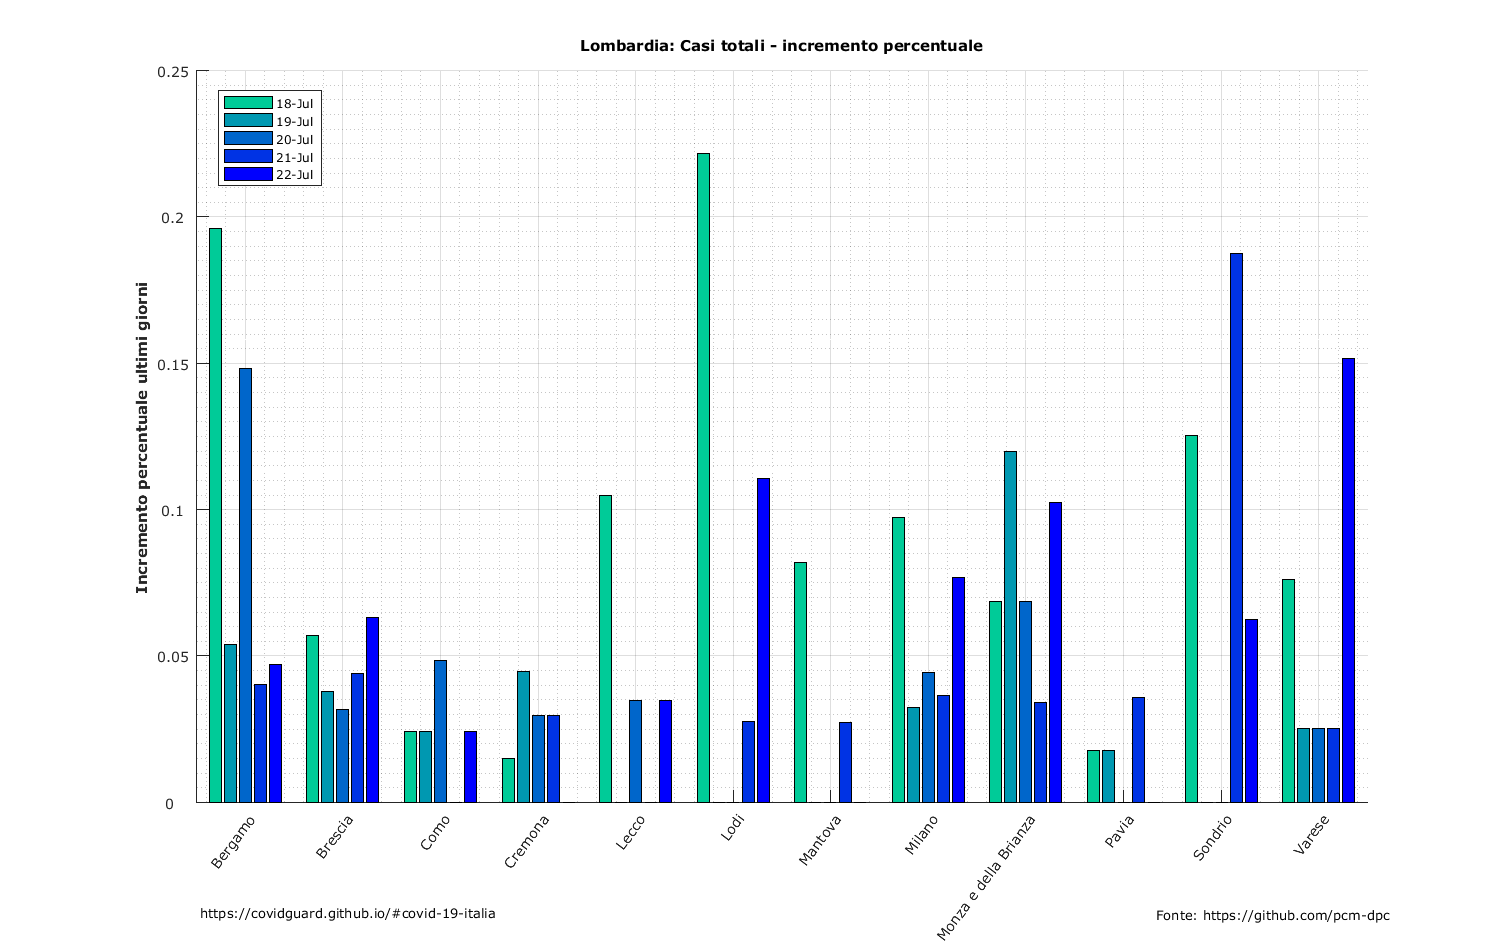 Lombardia: Casi totali - incremento percentuale
Incremento percentuale ultimi giorni
0.25
0.2
0.15
0.1
0.05
0
18-Jul
19-Jul
20-Jul
21-Jul
22-Jul
Bergamo
Brescia
Como
Cremona
Lecco
Lodi
Mantova
Milano
Monza e della Brianza
Pavia
Sondrio
Varese
https://covidguard.github.io/#covid-19-italia
Fonte: https://github.com/pcm-dpc